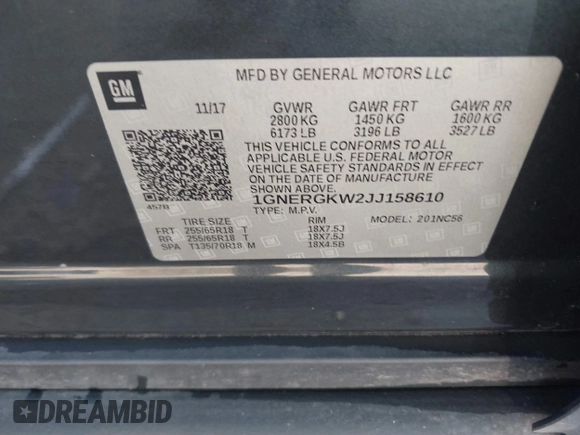 GM
MFD BY GENERAL MOTORS LLC
11/17 GVWR GAWR FRT GAWR RR
2800 KG 1450 KG 1600 KG
6173 LB 3196 LB 3527 LB
THIS VEHICLE CONFORMS TO ALL
APPLICABLE U.S. FEDERAL MOTOR
VEHICLE SAFETY STANDARDS IN EFFECT
ON THE DATE OF MANUFACTURE
SHOWN ABOVE.
457B 1GNERGKW2JJ158610
TYPE: M.P.V. MODEL: 201NC56
TIRE SIZE RIM
FRT 255/65R18 T 18X7.5J
RR 255/65R18 T 18X7.5J
SPA T135/70R18 M 18X4.5B
DREAMBID